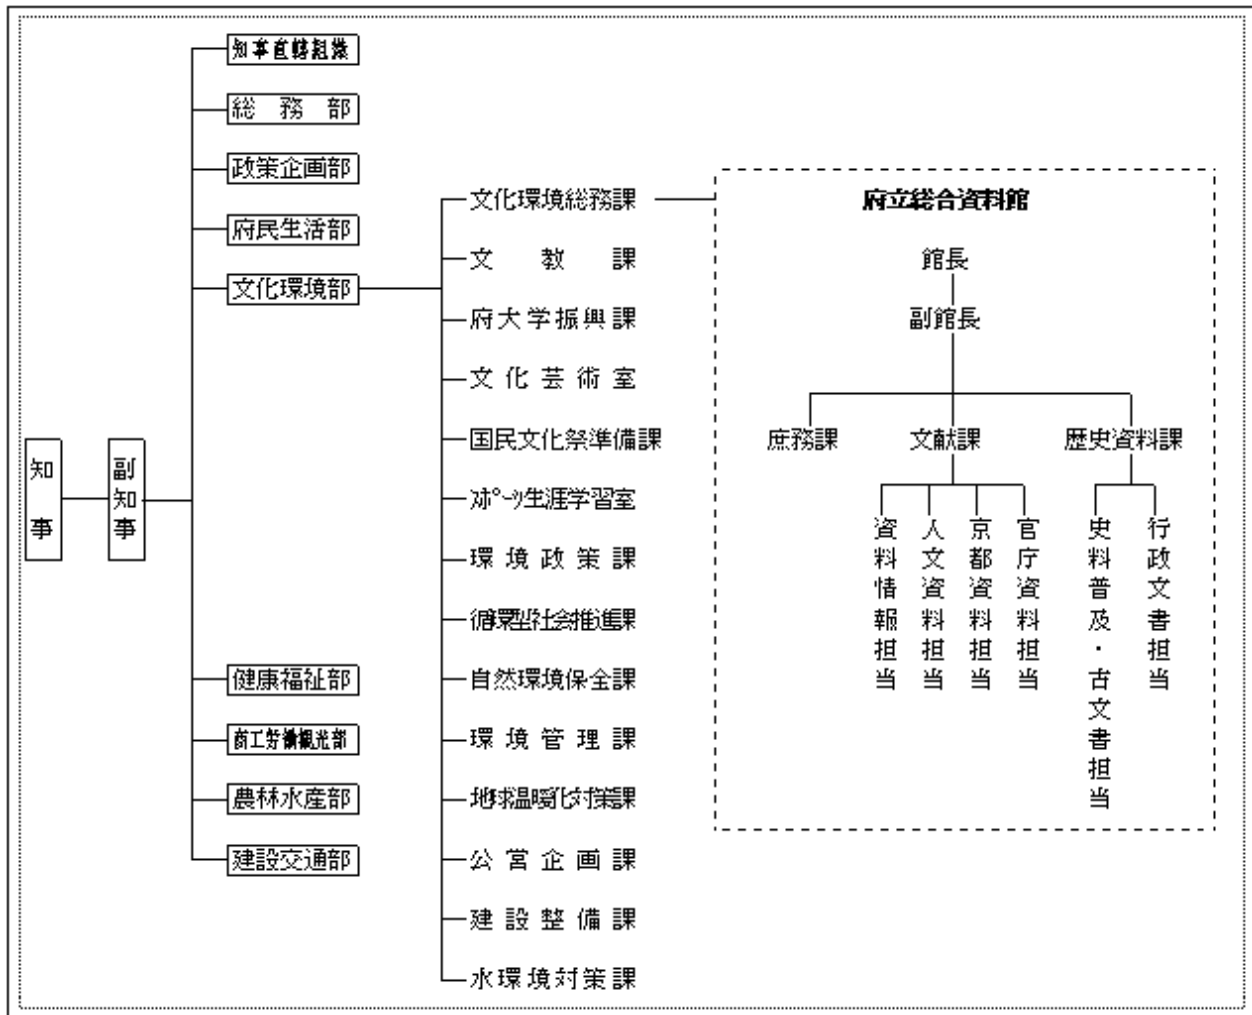 知事
副知事
知事直轄組織
総務部
政策企画部
府民生活部
文化環境部
健康福祉部
商工労働観光部
農林水産部
建設交通部
文化環境総務課
文教課
府大学振興課
文化芸術室
国民文化祭準備課
ｽﾎﾟｰﾂ生涯学習室
環境政策課
循環型社会推進課
自然環境保全課
環境管理課
地球温暖化対策課
公営企画課
建設整備課
水環境対策課
府立総合資料館
館長
副館長
庶務課
文献課
歴史資料課
資料情報担当
人文資料担当
京都資料担当
官庁資料担当
史料普及・古文書担当
行政文書担当